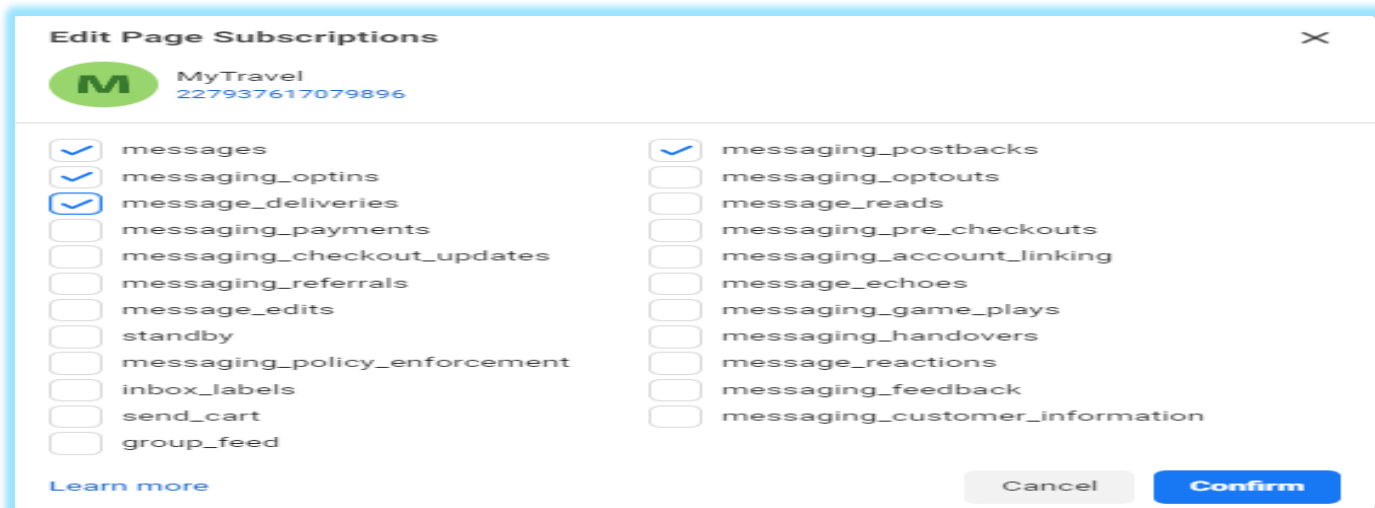 Edit Page Subscriptions
M
MyTravel
227937617079896
messages
messaging_postbacks
messaging_optins
messaging_optouts
message_deliveries
message_reads
messaging_payments
messaging_pre_checkouts
messaging_checkout_updates
messaging_account_linking
messaging_referrals
message_echoes
message_edits
messaging_game_plays
standby
messaging_handovers
messaging_policy_enforcement
message_reactions
inbox_labels
messaging_feedback
send_cart
messaging_customer_information
group_feed
Learn more
Cancel
Confirm